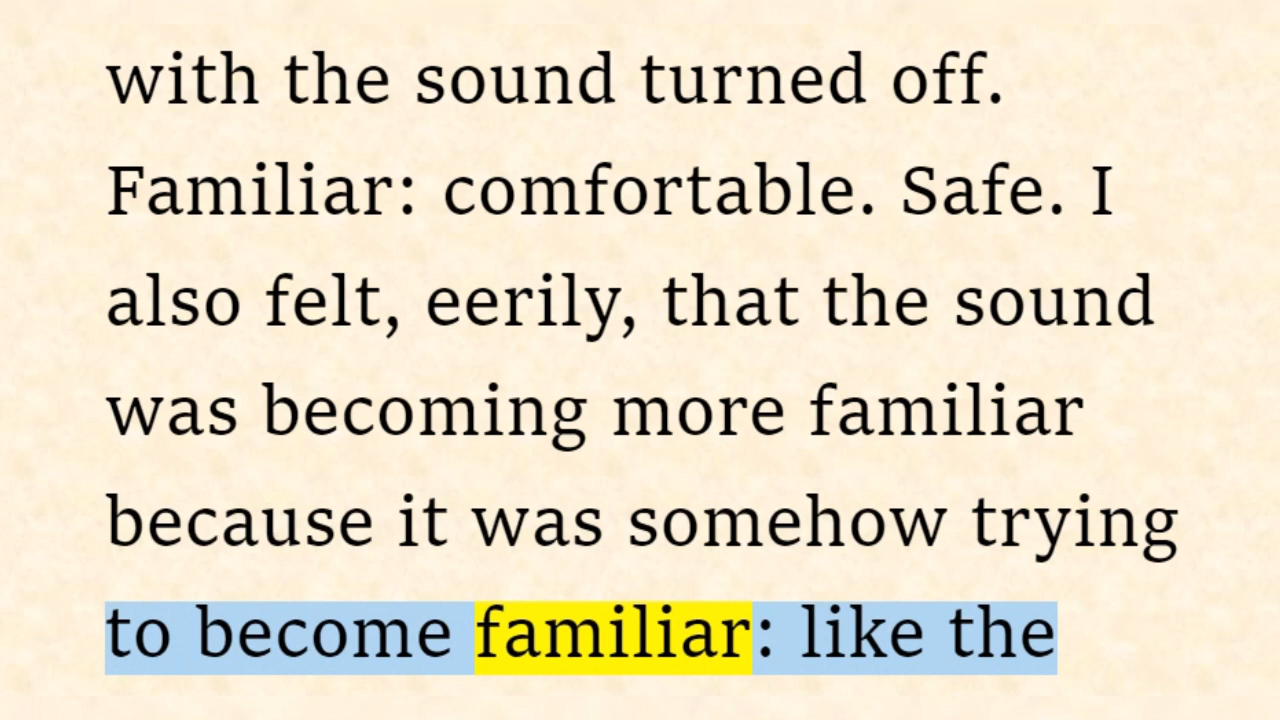 with the sound turned off.
Familiar: comfortable. Safe. I
also felt, eerily, that the sound
was becoming more familiar
because it was somehow trying
to become familiar: like the